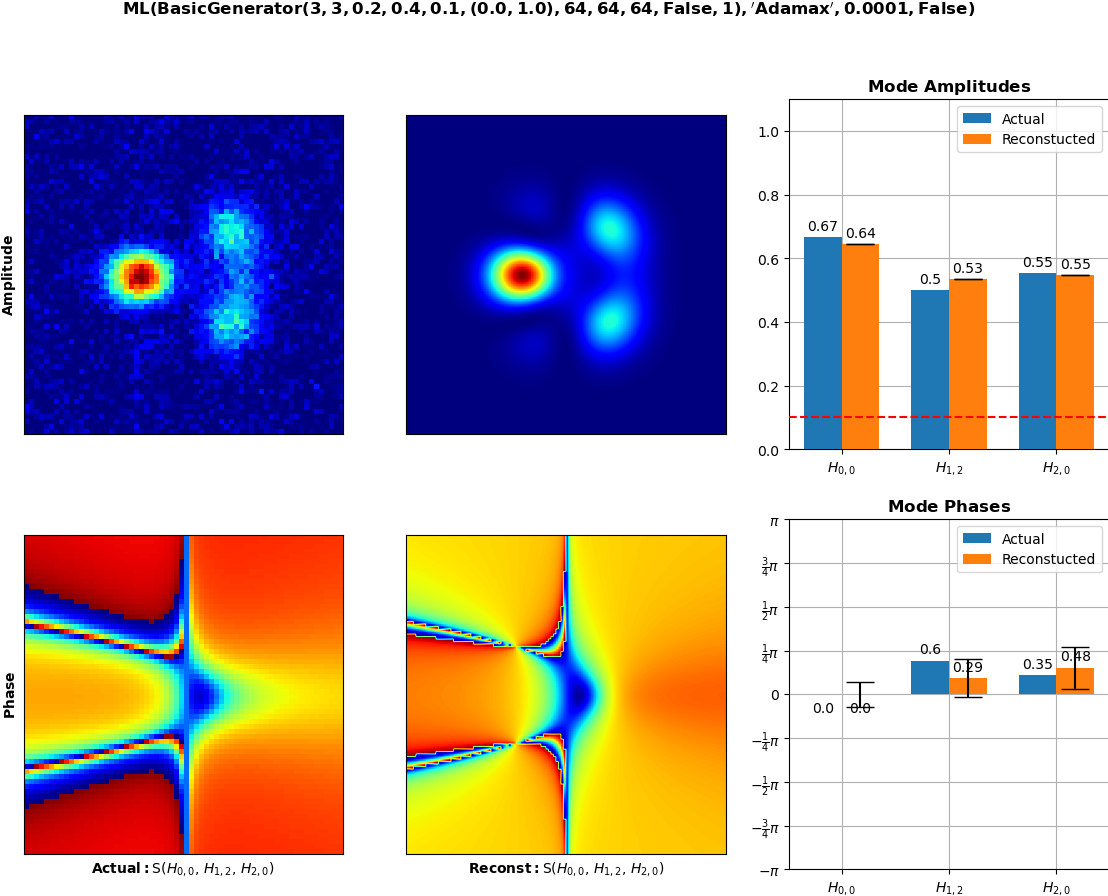 ML(BasicGenerator(3, 3, 0.2, 0.4, 0.1, (0.0, 1.0), 64, 64, 64, False, 1), ′Adamax′, 0.0001, False)
Amplitude
Mode Amplitudes
Actual
Reconstucted
1.0
0.8
0.6
0.4
0.2
0.0
0.67
0.64
0.5
0.53
0.55
0.55
H₀,₀
H₁,₂
H₂,₀
Phase
Actual: S(H₀,₀, H₁,₂, H₂,₀)
Reconst: S(H₀,₀, H₁,₂, H₂,₀)
Mode Phases
Actual
Reconstucted
π
3/4π
1/2π
1/4π
0
−1/4π
−1/2π
−3/4π
−π
0.0
0.0
0.6
0.29
0.35
0.48
H₀,₀
H₁,₂
H₂,₀